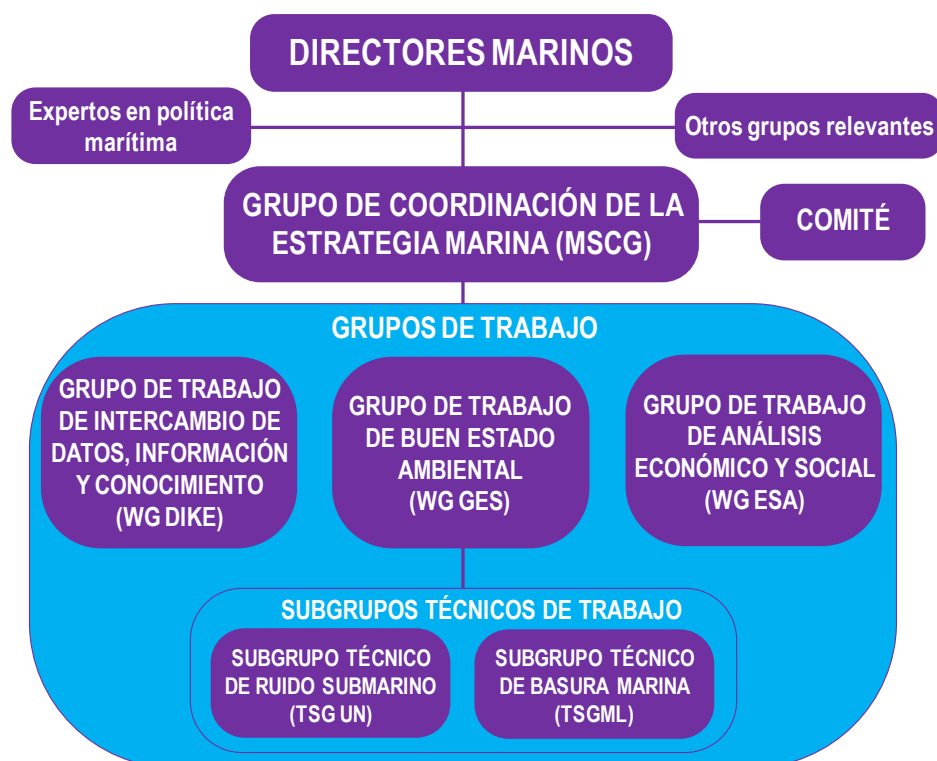 DIRECTORES MARINOS
Expertos en política
marítima
Otros grupos relevantes
GRUPO DE COORDINACIÓN DE LA
ESTRATEGIA MARINA (MSCG)
COMITÉ
GRUPOS DE TRABAJO
GRUPO DE TRABAJO
DE INTERCAMBIO DE
DATOS, INFORMACIÓN
Y CONOCIMIENTO
(WG DIKE)
GRUPO DE TRABAJO
DE BUEN ESTADO
AMBIENTAL
(WG GES)
GRUPO DE TRABAJO
DE ANÁLISIS
ECONÓMICO Y SOCIAL
(WG ESA)
SUBGRUPOS TÉCNICOS DE TRABAJO
SUBGRUPO TÉCNICO
DE RUIDO SUBMARINO
(TSG UN)
SUBGRUPO TÉCNICO
DE BASURA MARINA
(TSGML)